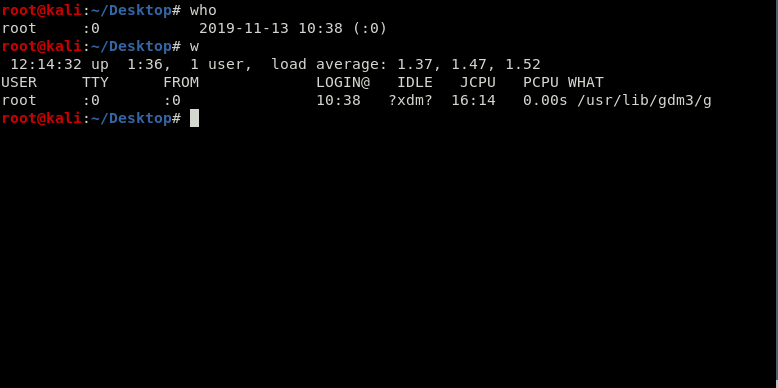 root@kali:~/Desktop# who
root     :0           2019-11-13 10:38 (:0)
root@kali:~/Desktop# w
 12:14:32 up  1:36,  1 user,  load average: 1.37, 1.47, 1.52
USER     TTY      FROM             LOGIN@   IDLE   JCPU   PCPU WHAT
root     :0       :0               10:38   ?xdm?  16:14   0.00s /usr/lib/gdm3/g
root@kali:~/Desktop#